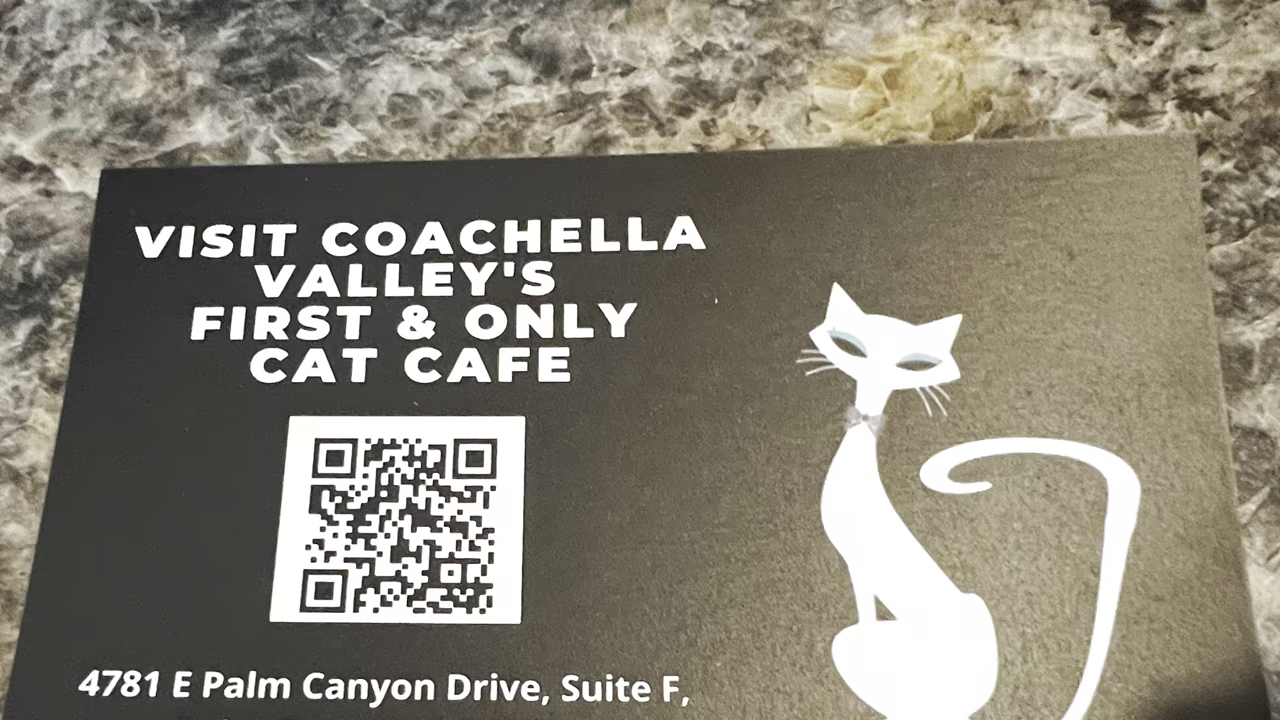 VISIT COACHELLA
VALLEY'S
FIRST & ONLY
CAT CAFE
4781 E Palm Canyon Drive, Suite F,